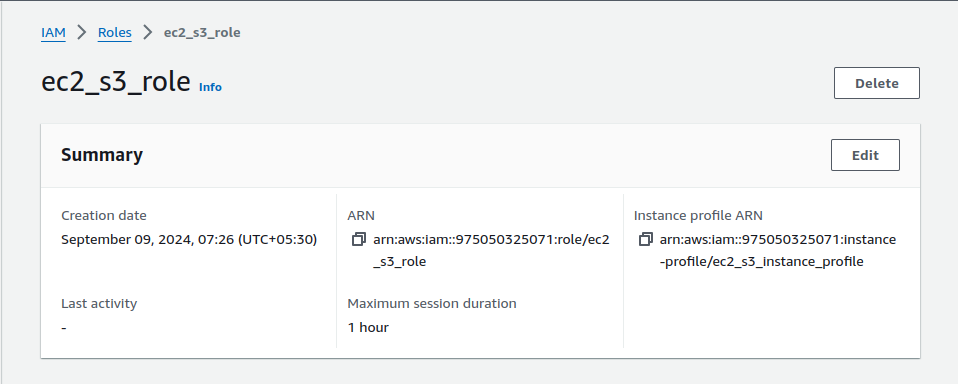 IAM > Roles > ec2_s3_role
ec2_s3_role Info
Delete
Summary
Edit
Creation date
September 09, 2024, 07:26 (UTC+05:30)
ARN
arn:aws:iam::975050325071:role/ec2
_s3_role
Instance profile ARN
arn:aws:iam::975050325071:instance
-profile/ec2_s3_instance_profile
Last activity
-
Maximum session duration
1 hour